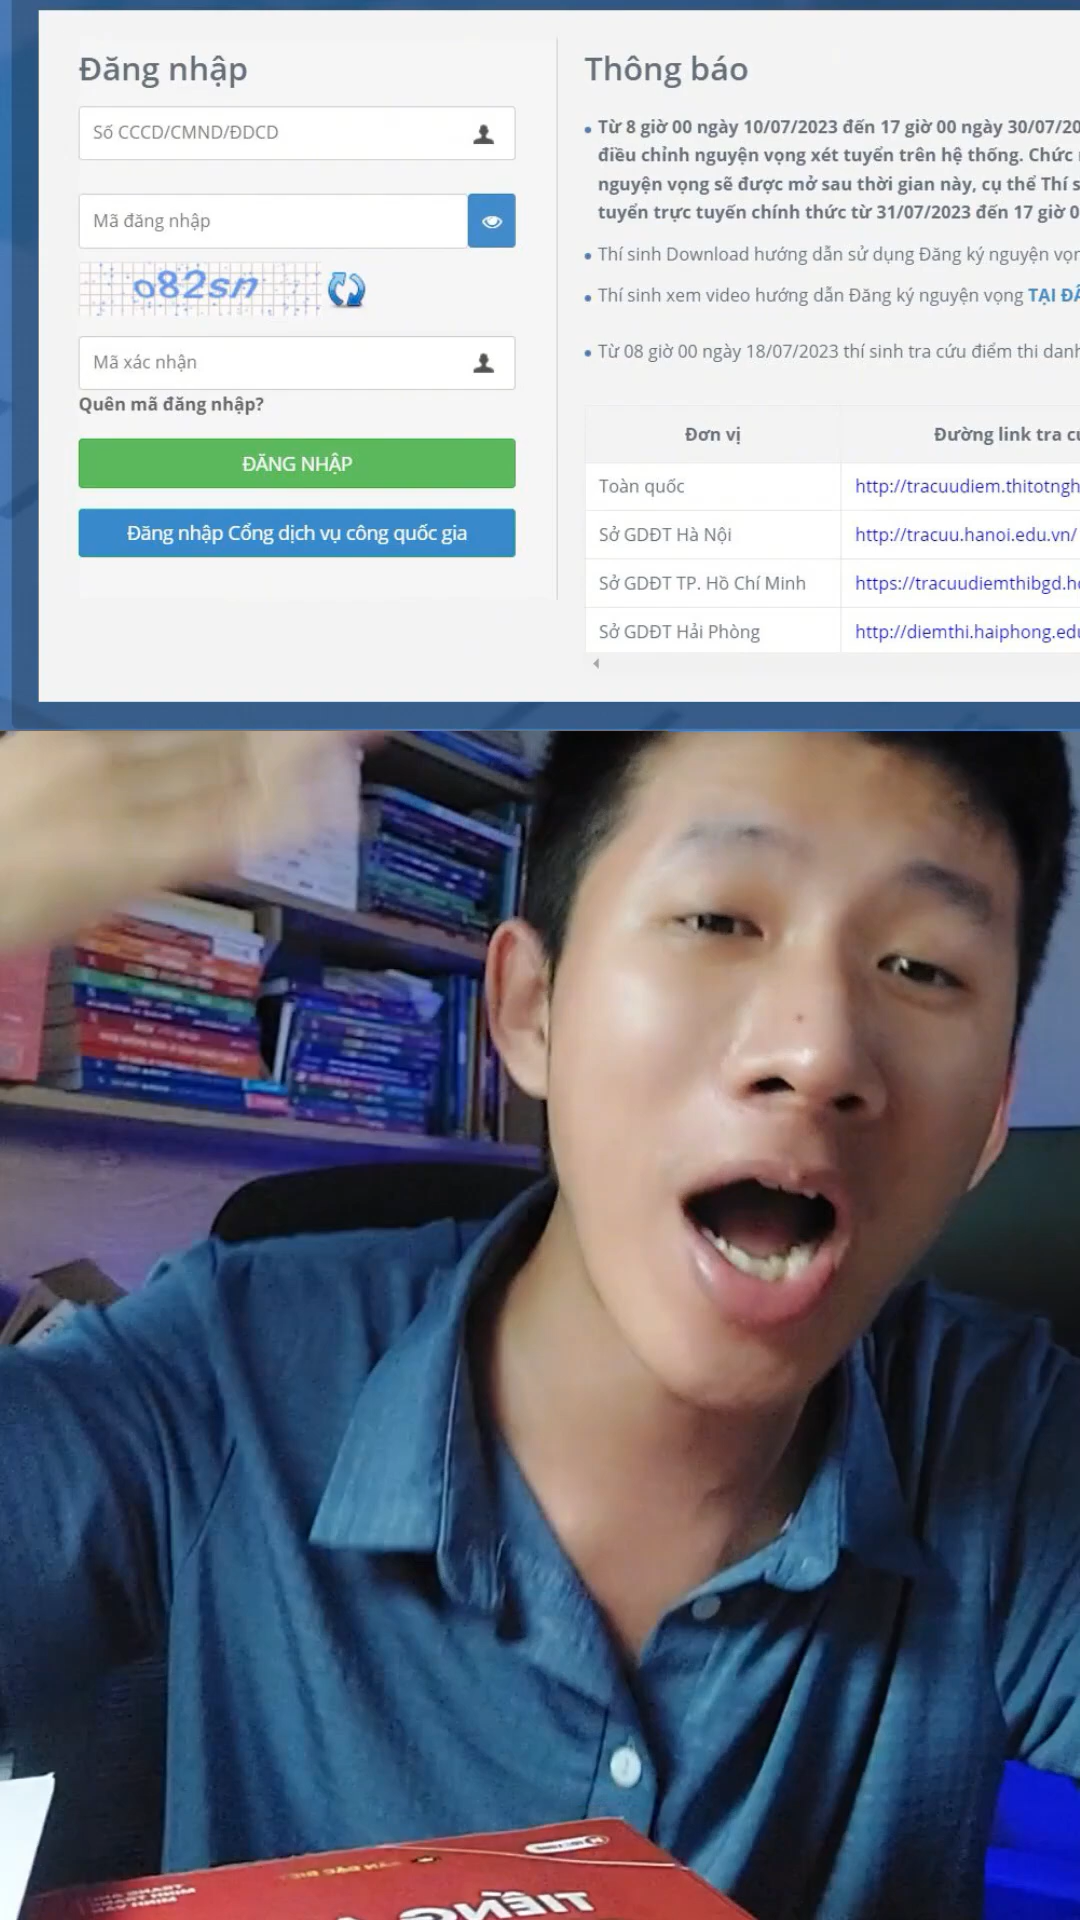 Đăng nhập
Số CCCD/CMND/ĐDCD
Mã đăng nhập
o82sn
Mã xác nhận
Quên mã đăng nhập?
ĐĂNG NHẬP
Đăng nhập Cổng dịch vụ công quốc gia
Thông báo
Từ 8 giờ 00 ngày 10/07/2023 đến 17 giờ 00 ngày 30/07/20
điều chỉnh nguyện vọng xét tuyển trên hệ thống. Chức
nguyện vọng sẽ được mở sau thời gian này, cụ thể Thí s
tuyển trực tuyến chính thức từ 31/07/2023 đến 17 giờ 0
Thí sinh Download hướng dẫn sử dụng Đăng ký nguyện vọn
Thí sinh xem video hướng dẫn Đăng ký nguyện vọng TẠI ĐÂ
Từ 08 giờ 00 ngày 18/07/2023 thí sinh tra cứu điểm thi danh
Đơn vị Đường link tra cứ
Toàn quốc http://tracuudiem.thitotngh
Sở GDĐT Hà Nội http://tracuu.hanoi.edu.vn/
Sở GDĐT TP. Hồ Chí Minh https://tracuudiemthibgd.hc
Sở GDĐT Hải Phòng http://diemthi.haiphong.edu
TIẾNG